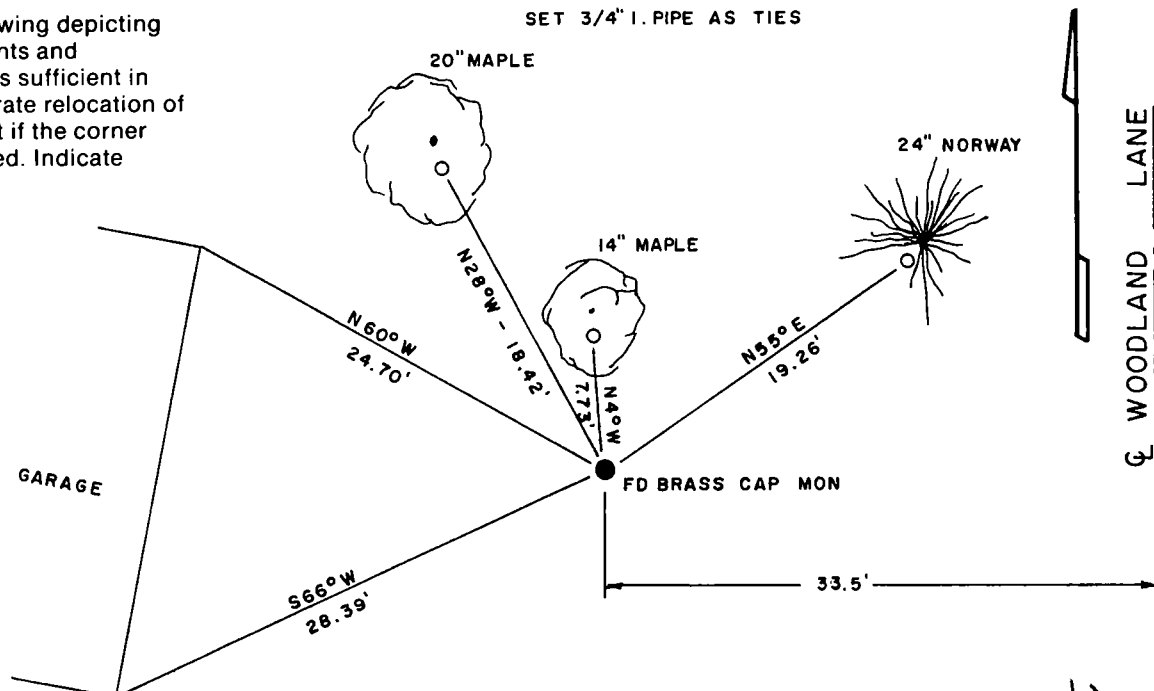 wing depicting
nts and
s sufficient in
rate relocation of
t if the corner
ed. Indicate
SET 3/4" I. PIPE AS TIES
20" MAPLE
24" NORWAY
14" MAPLE
N60°W
24.70'
N28°W - 18.42'
N4°W
7.73'
N55°E
19.26'
GARAGE
FD BRASS CAP MON
S66°W
28.39'
33.5'
℄ WOODLAND LANE